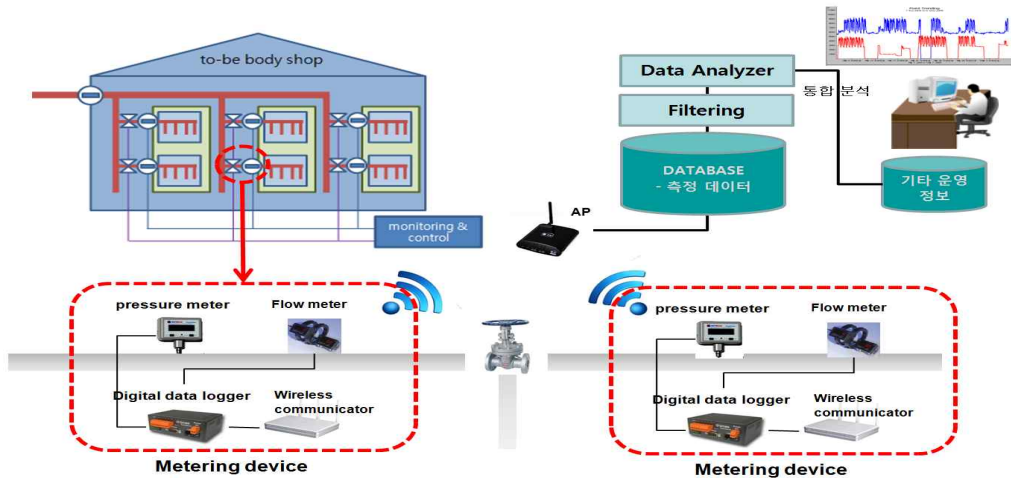 to-be body shop
monitoring &
control
Data Analyzer
통합 분석
Filtering
DATABASE
- 측정 데이터
기타 운영
정보
AP
pressure meter
Flow meter
Digital data logger
Wireless
communicator
Metering device
pressure meter
Flow meter
Digital data logger
Wireless
communicator
Metering device